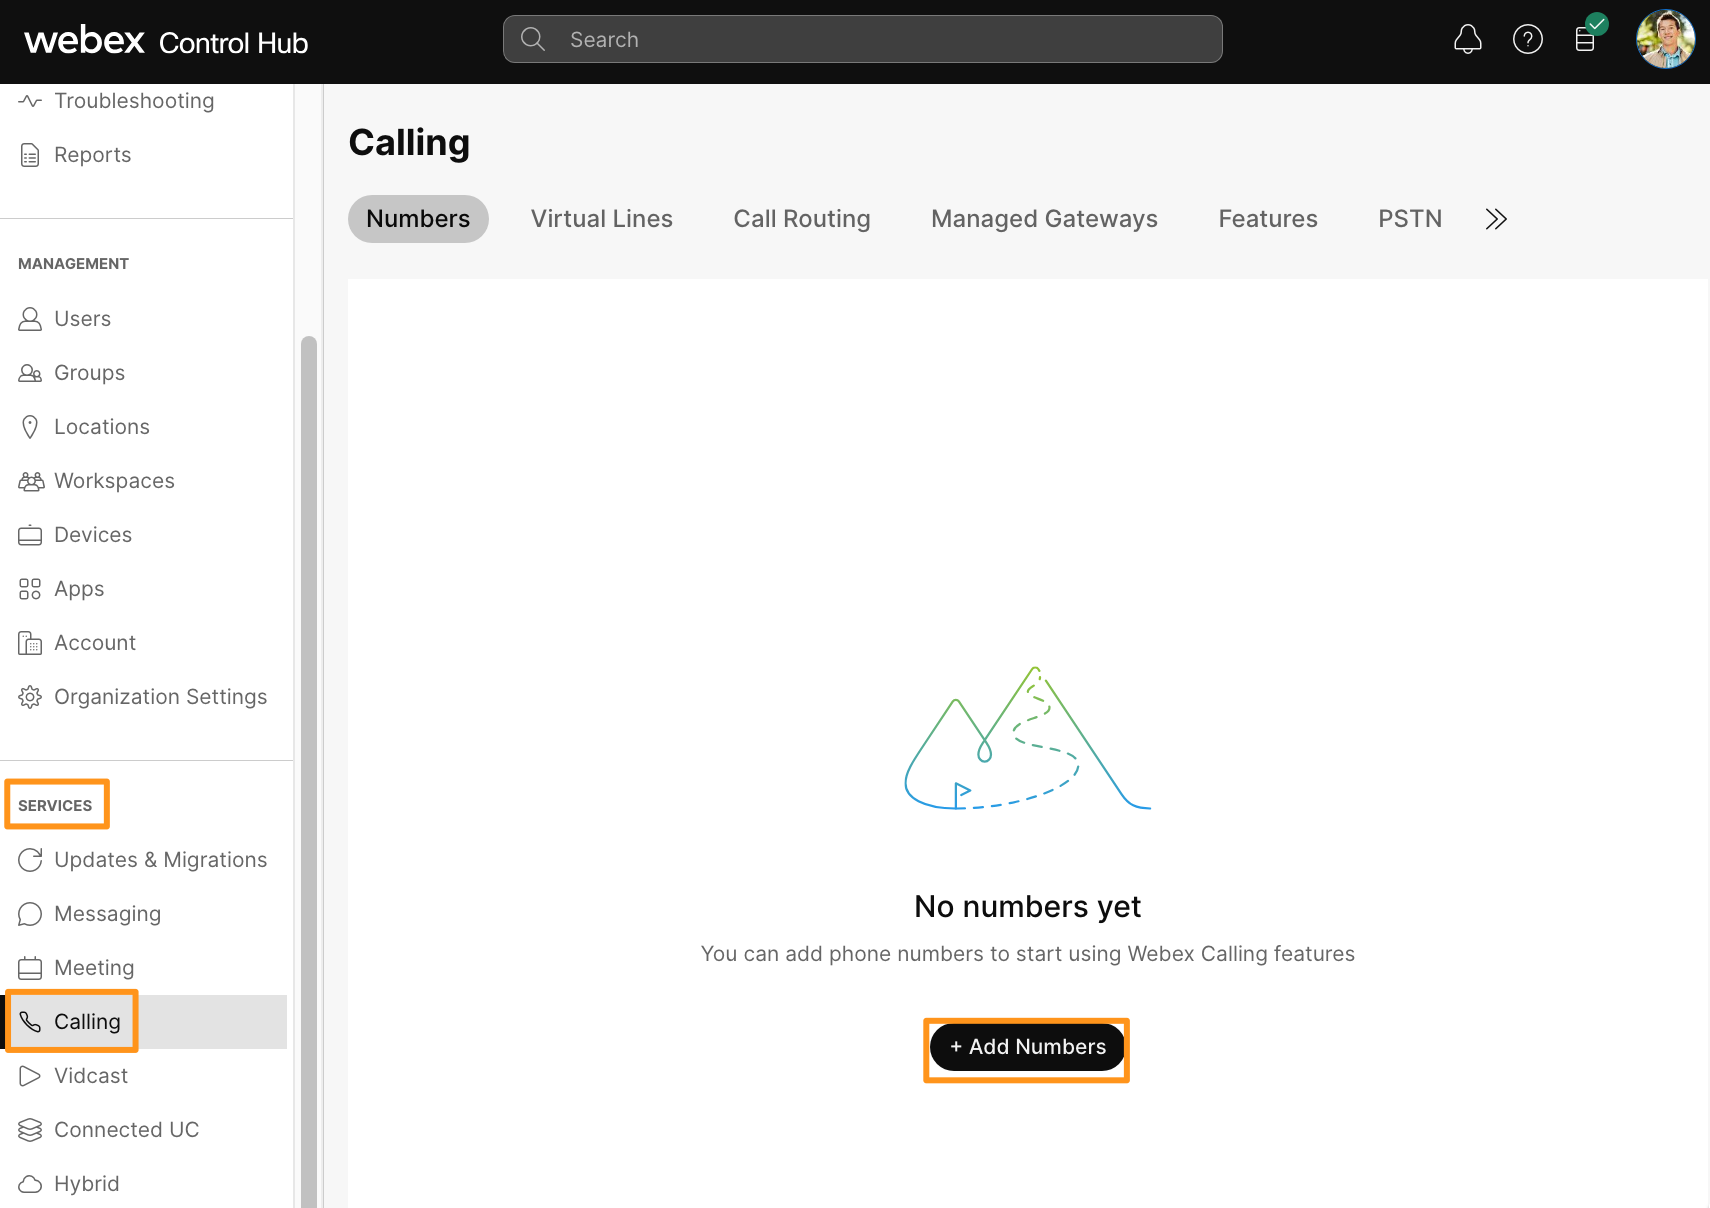 webex Control Hub
Search
Troubleshooting
Reports
MANAGEMENT
Users
Groups
Locations
Workspaces
Devices
Apps
Account
Organization Settings
SERVICES
Updates & Migrations
Messaging
Meeting
Calling
Vidcast
Connected UC
Hybrid
Calling
Numbers Virtual Lines Call Routing Managed Gateways Features PSTN
No numbers yet
You can add phone numbers to start using Webex Calling features
+ Add Numbers